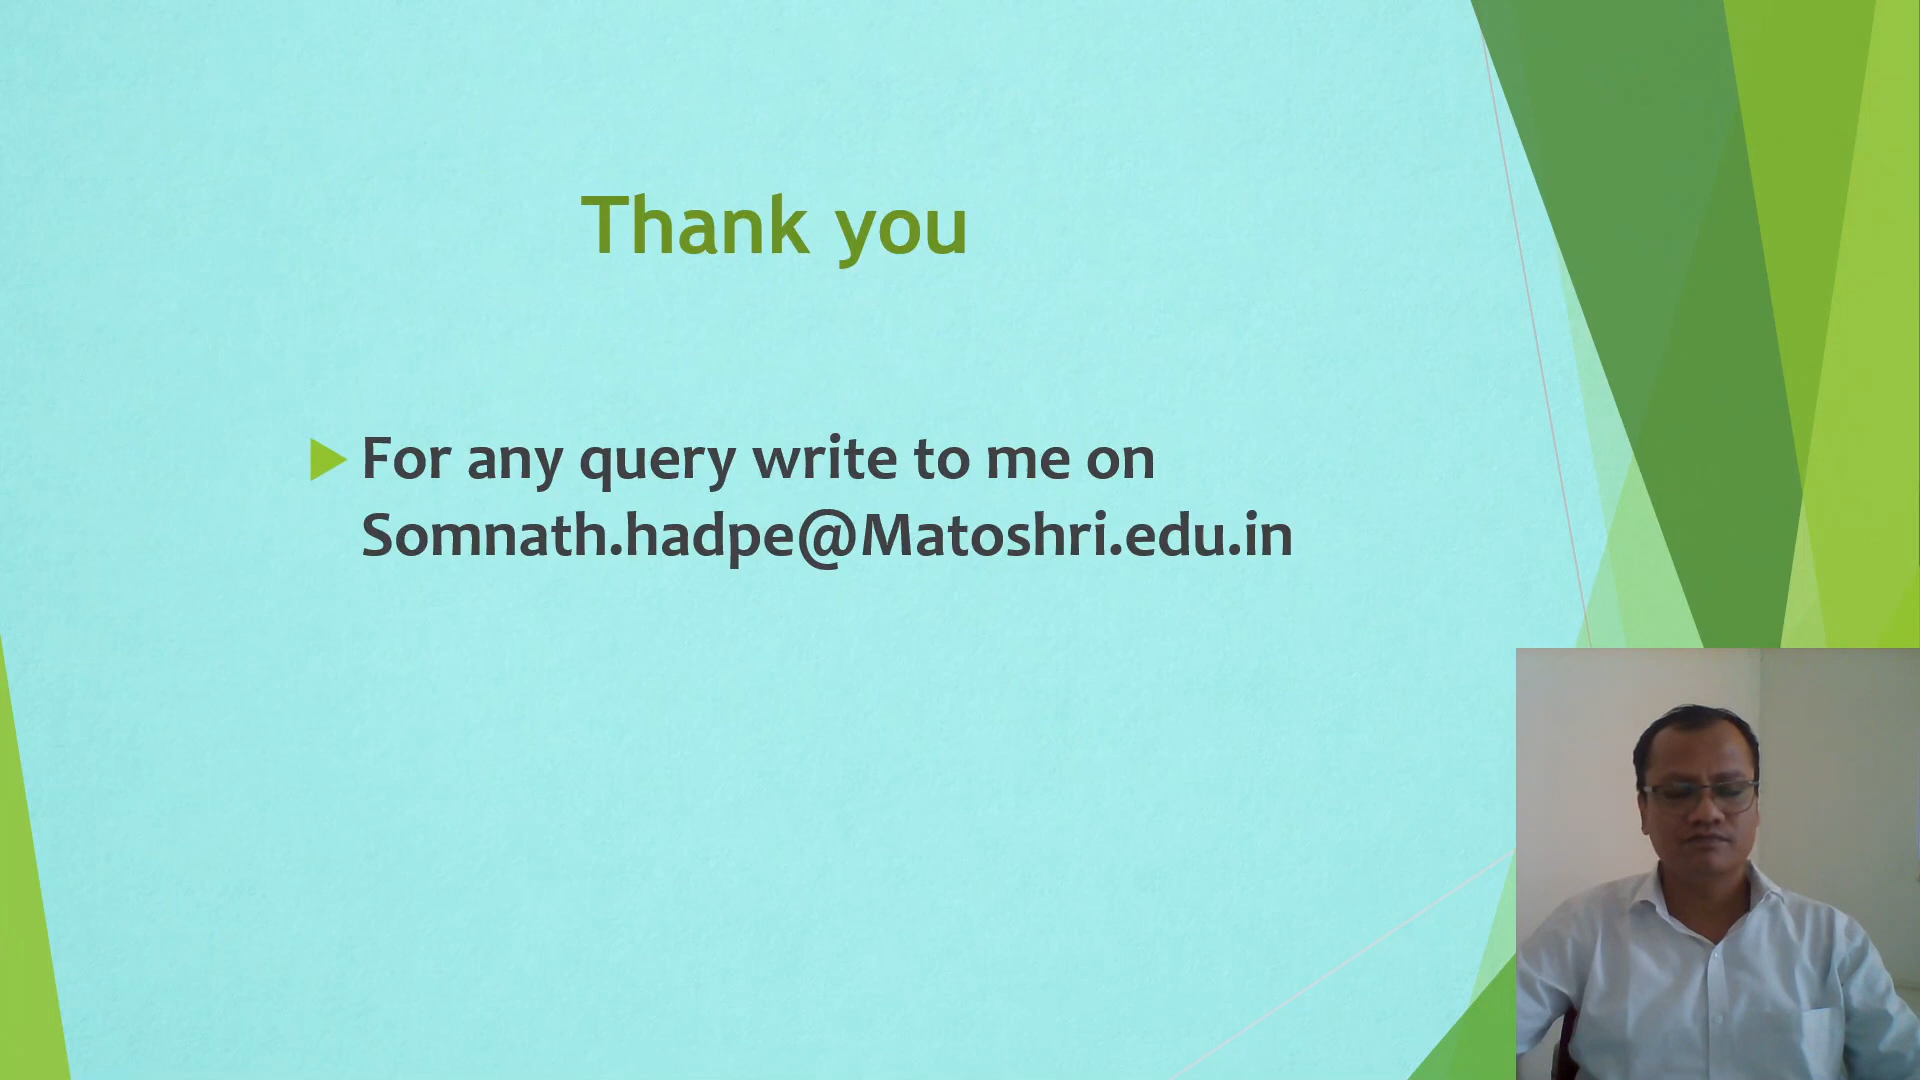 Thank you
For any query write to me on
Somnath.hadpe@Matoshri.edu.in